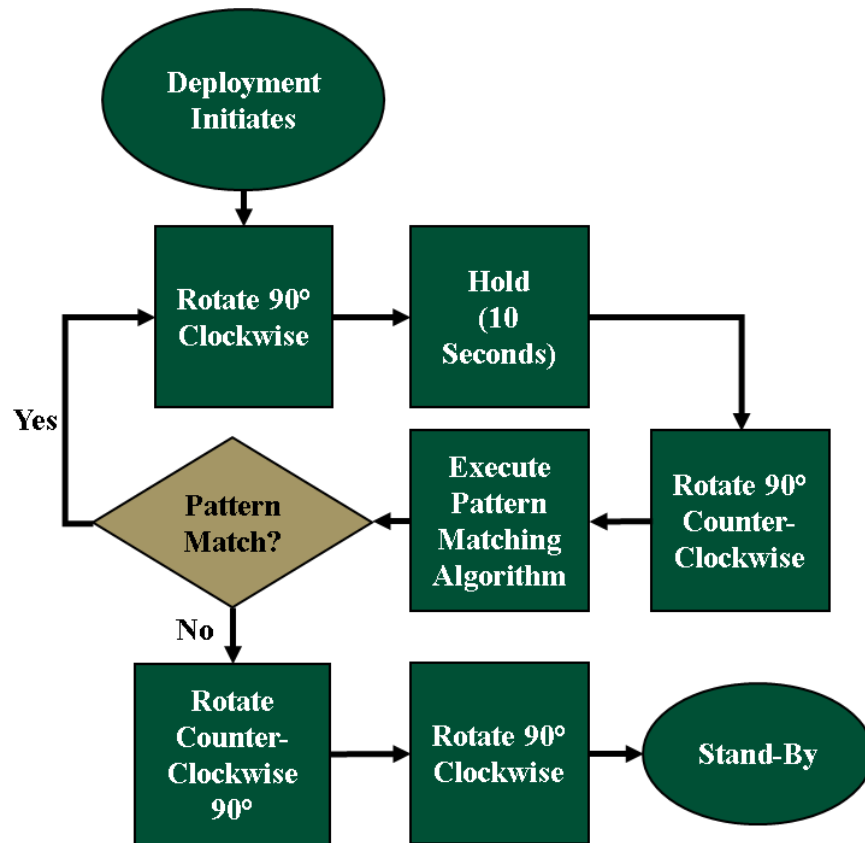 Deployment
Initiates
Rotate 90°
Clockwise
Hold
(10
Seconds)
Yes
Pattern
Match?
Execute
Pattern
Matching
Algorithm
Rotate 90°
Counter-
Clockwise
No
Rotate
Counter-
Clockwise
90°
Rotate 90°
Clockwise
Stand-By